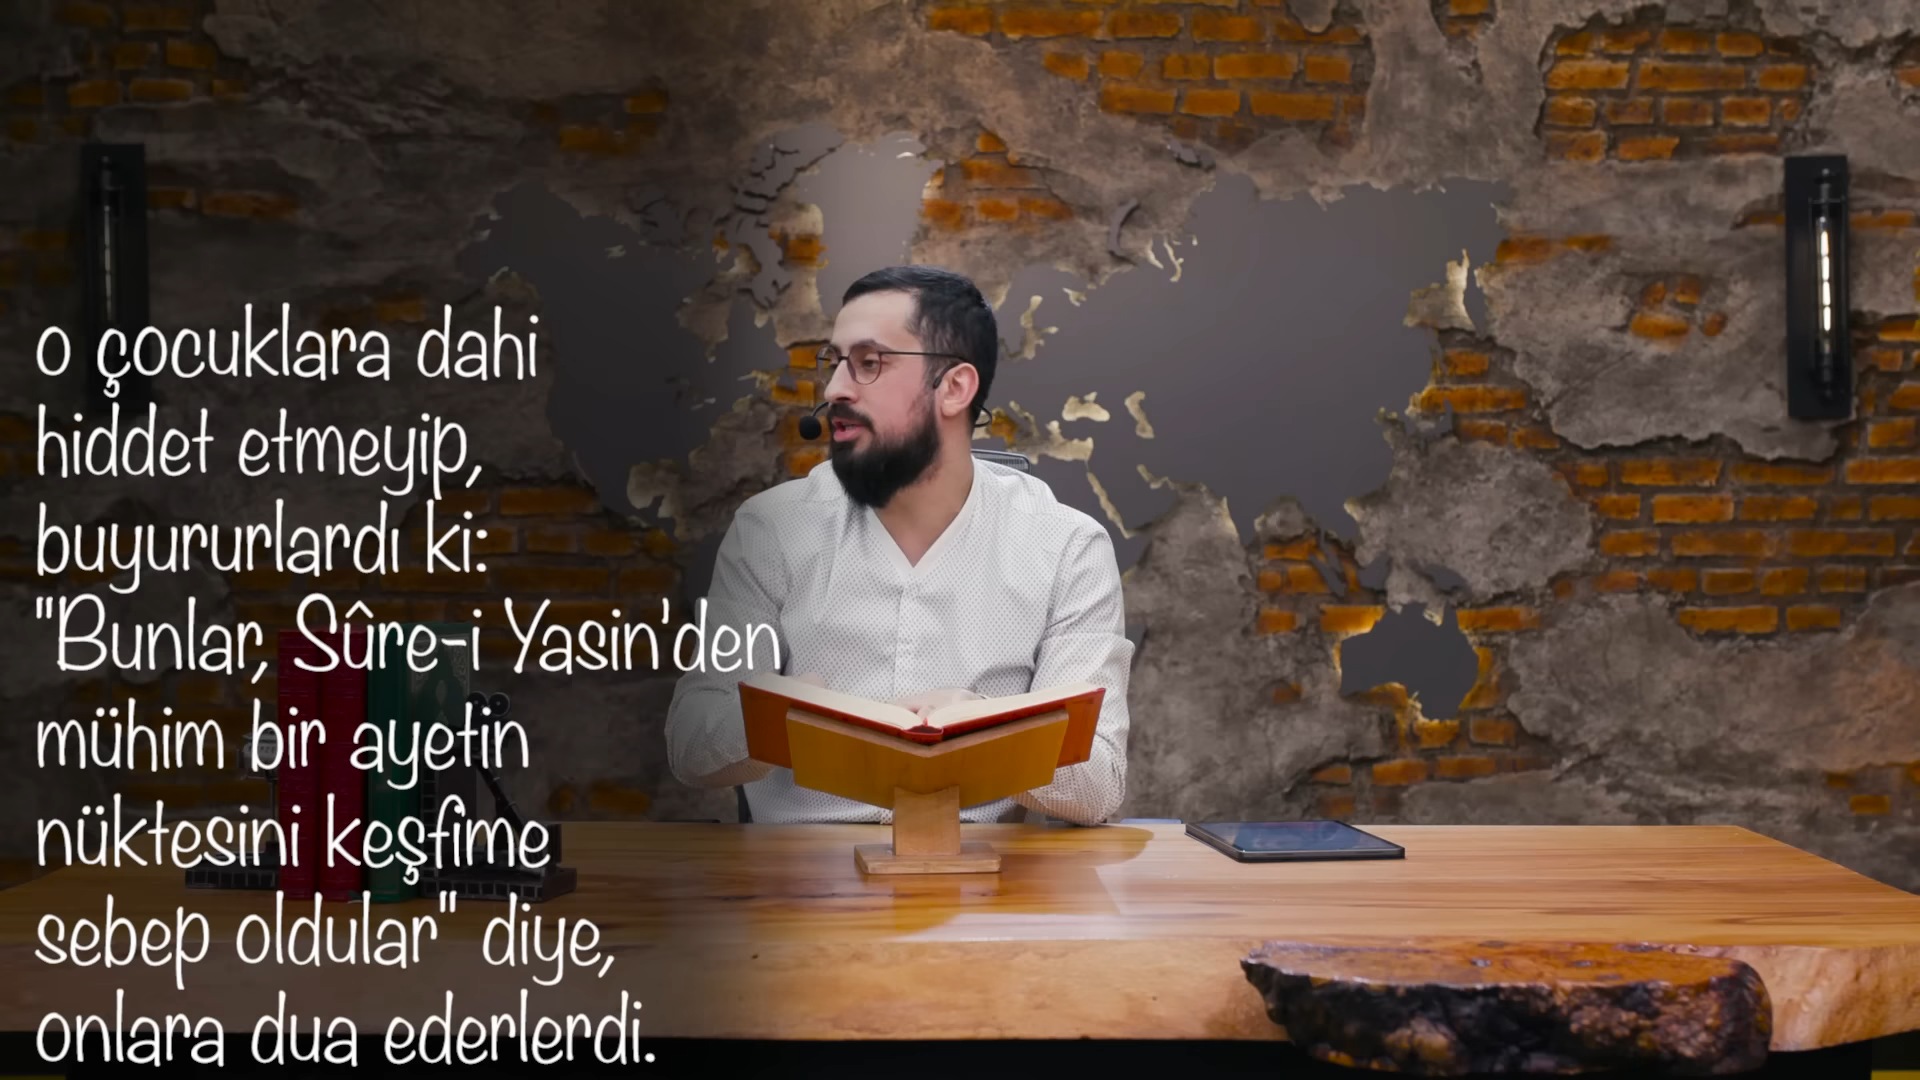 o çocuklara dahi
hiddet etmeyip,
buyururlardı ki:
"Bunlar, Sûre-i Yasin'den
mühim bir ayetin
nüktesini keşfime
sebep oldular" diye,
onlara dua ederlerdi.